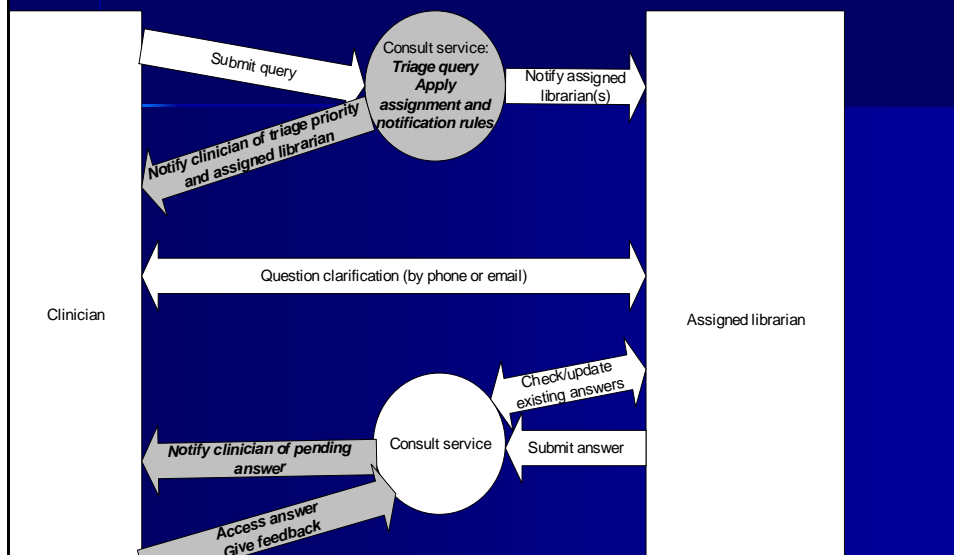 Submit query
Consult service:
Triage query
Apply
assignment and
notification rules
Notify assigned
librarian(s)
Notify clinician of triage priority
and assigned librarian
Question clarification (by phone or email)
Clinician
Assigned librarian
Check/update
existing answers
Consult service
Submit answer
Notify clinician of pending
answer
Access answer
Give feedback